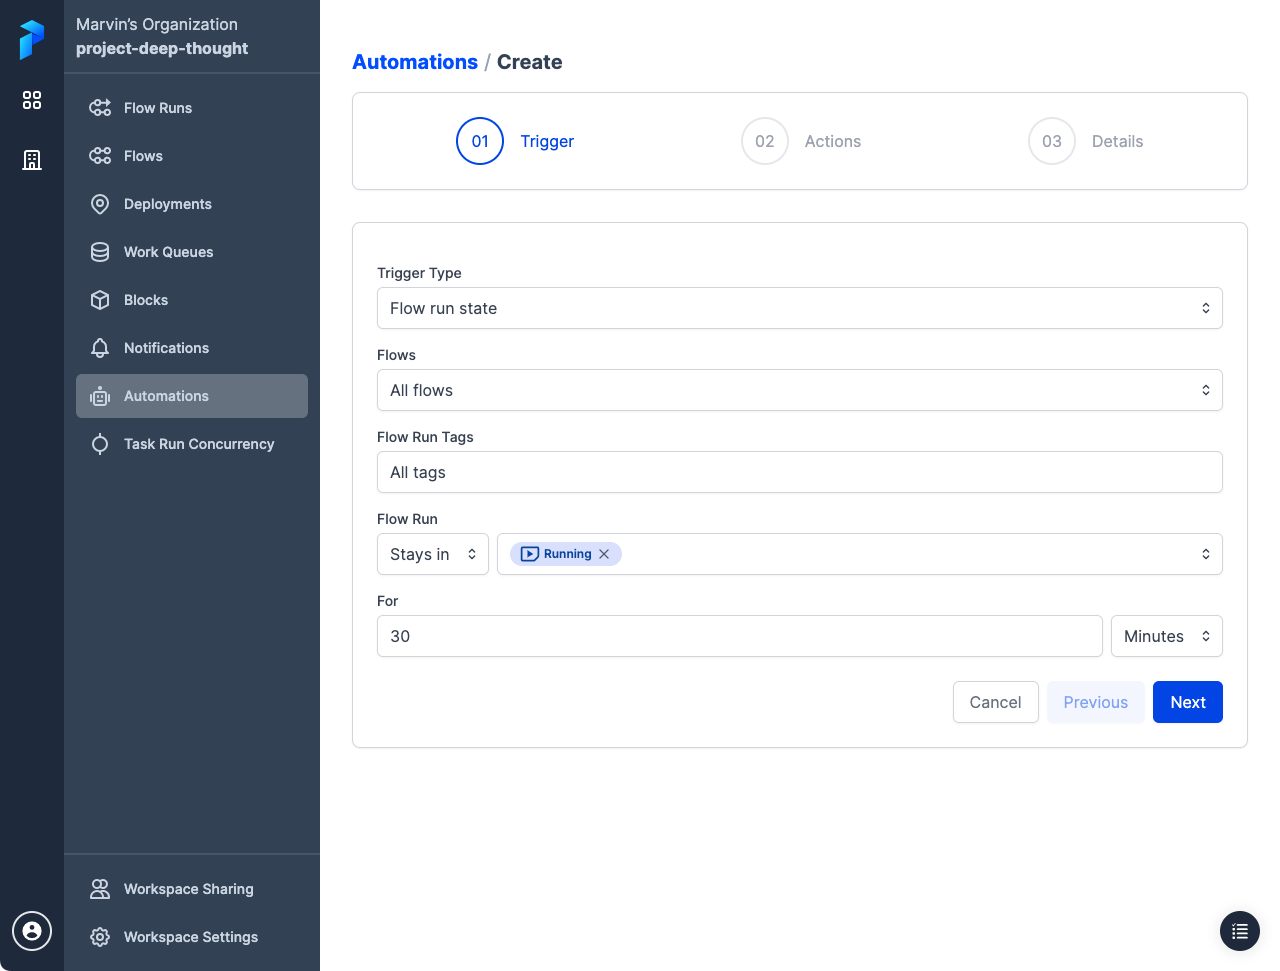 Marvin’s Organization
project-deep-thought
Flow Runs
Flows
Deployments
Work Queues
Blocks
Notifications
Automations
Task Run Concurrency
Workspace Sharing
Workspace Settings
Automations / Create
01 Trigger
02 Actions
03 Details
Trigger Type
Flow run state
Flows
All flows
Flow Run Tags
All tags
Flow Run
Stays in Running
For
30 Minutes
Cancel Previous Next